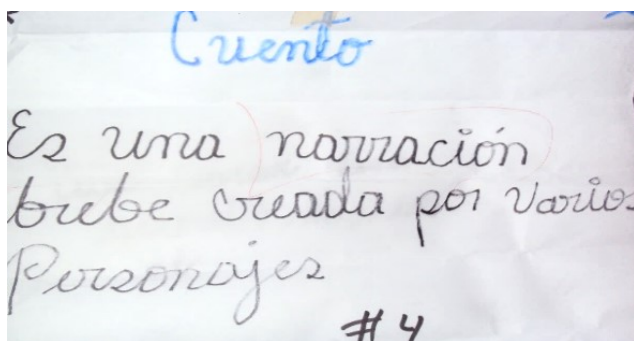 Cuento
Es una narración
brebe creada por varios
Personajes
#4